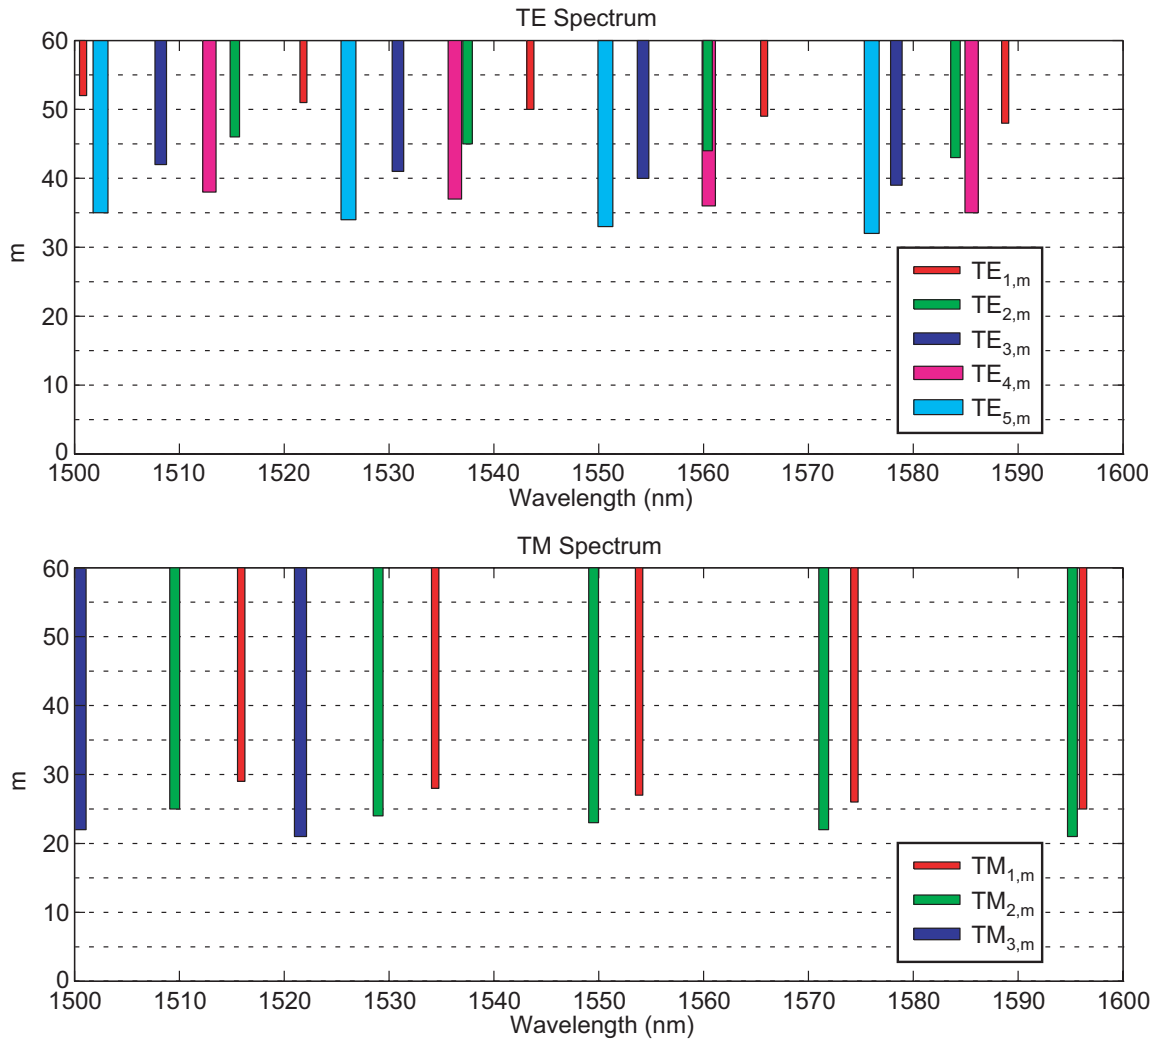 TE Spectrum
60
50
40
30
20
10
0
m
TE1,m
TE2,m
TE3,m
TE4,m
TE5,m
1500 1510 1520 1530 1540 1550 1560 1570 1580 1590 1600
Wavelength (nm)
TM Spectrum
60
50
40
30
20
10
0
m
TM1,m
TM2,m
TM3,m
1500 1510 1520 1530 1540 1550 1560 1570 1580 1590 1600
Wavelength (nm)